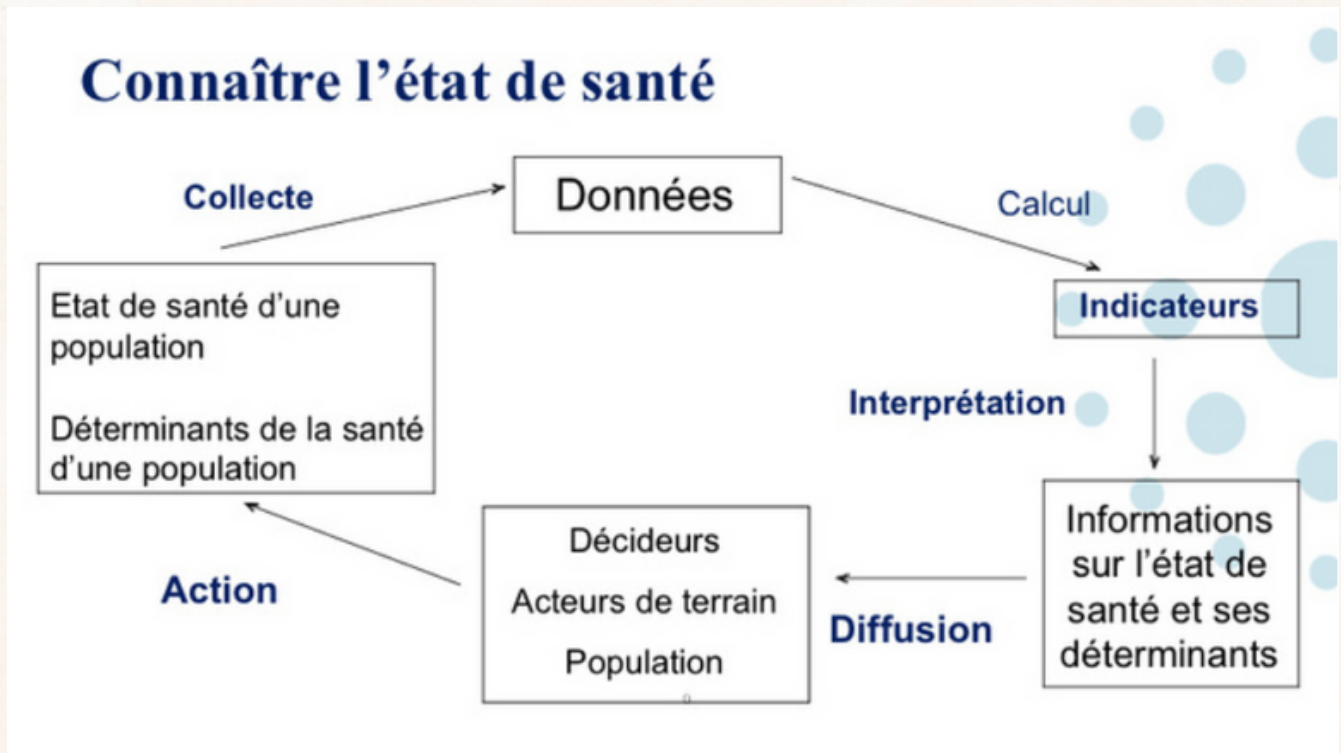 Connaître l’état de santé
Collecte
Données
Calcul
Etat de santé d’une
population
Déterminants de la santé
d’une population
Indicateurs
Interprétation
Informations
sur l’état de
santé et ses
déterminants
Diffusion
Décideurs
Acteurs de terrain
Population
Action